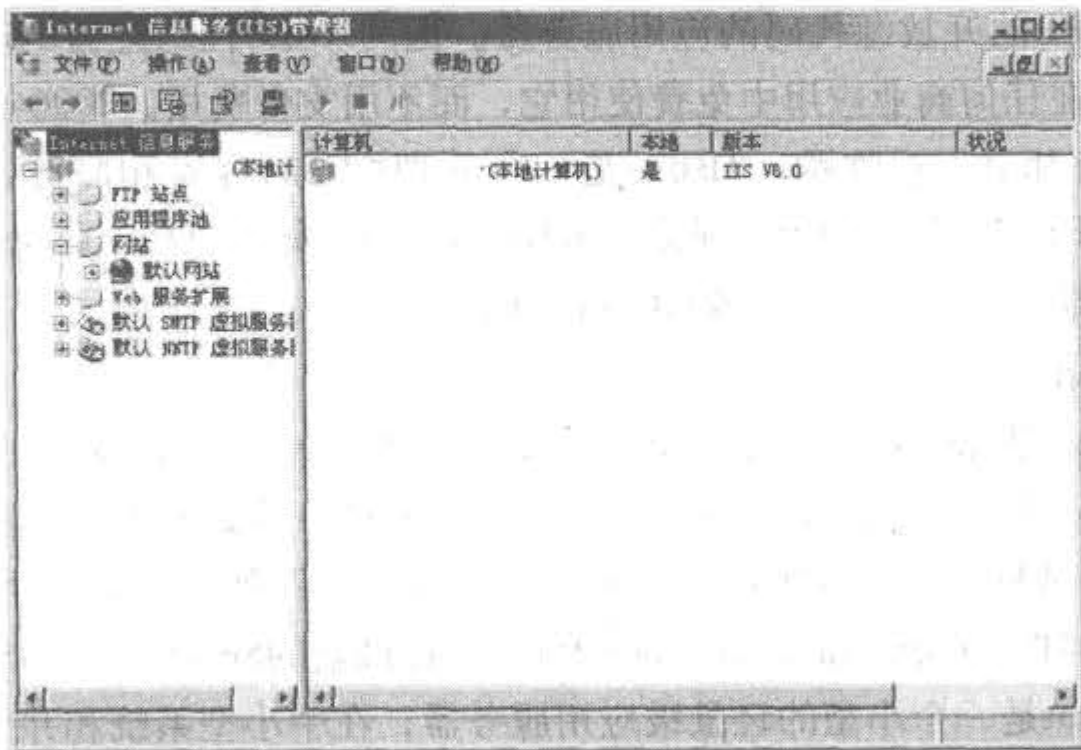 Internet 信息服务(IIS)管理器
文件(F) 操作(A) 查看(V) 窗口(W) 帮助(H)
Internet 信息服务
计算机 本地 版本 状况
(本地计
(本地计算机) 是 IIS V6.0
FTP 站点
应用程序池
网站
默认网站
Web 服务扩展
默认 SMTP 虚拟服务
默认 NNTP 虚拟服务